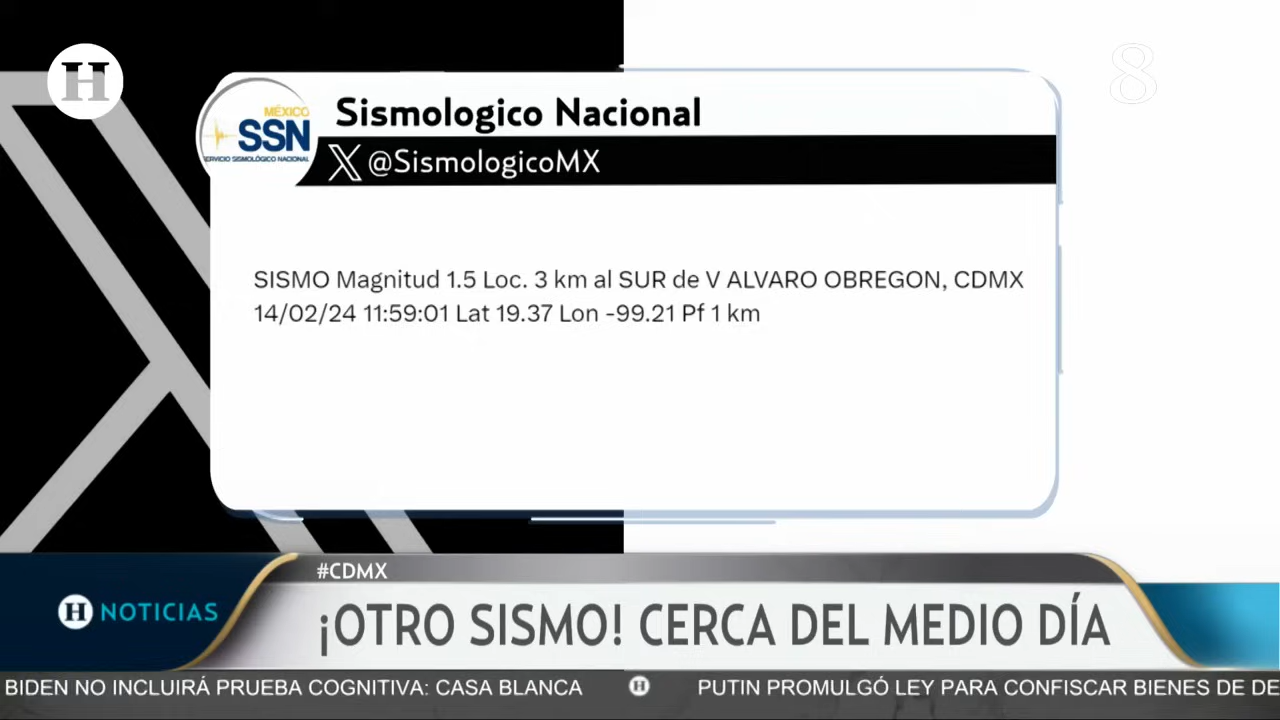 H
8
MÉXICO
SSN
SERVICIO SISMOLÓGICO NACIONAL
Sismologico Nacional
X @SismologicoMX
SISMO Magnitud 1.5 Loc. 3 km al SUR de V ALVARO OBREGON, CDMX
14/02/24 11:59:01 Lat 19.37 Lon -99.21 Pf 1 km
#CDMX
H NOTICIAS
¡OTRO SISMO! CERCA DEL MEDIO DÍA
BIDEN NO INCLUIRÁ PRUEBA COGNITIVA: CASA BLANCA H PUTIN PROMULGÓ LEY PARA CONFISCAR BIENES DE DE